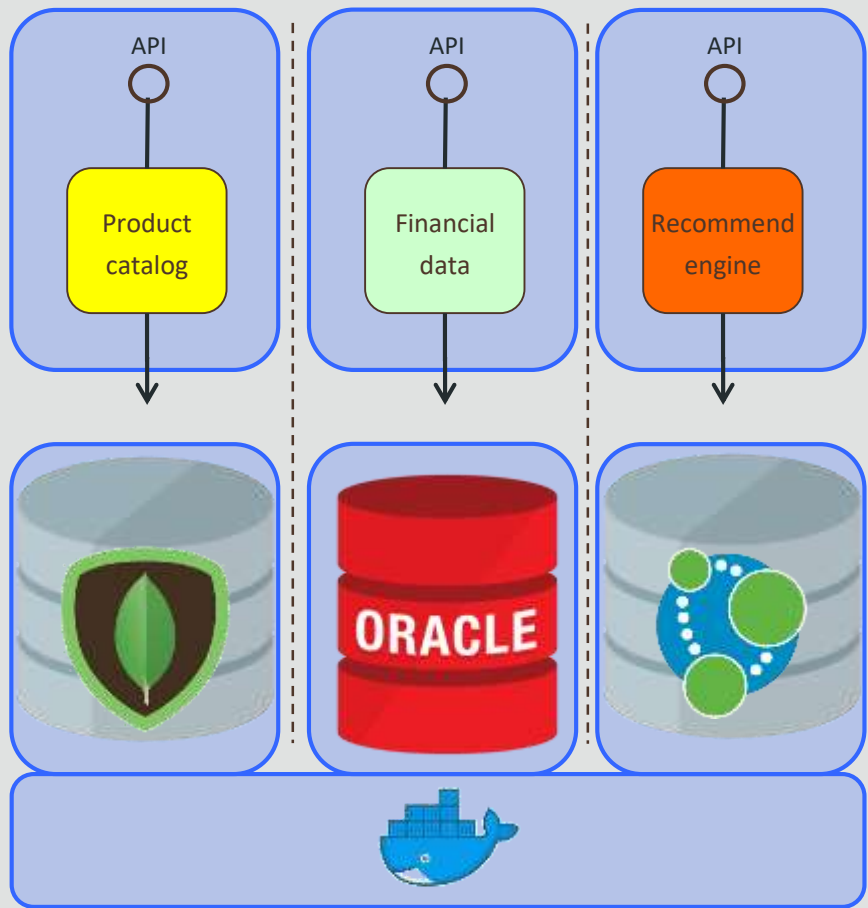 API
API
API
Product
catalog
Financial
data
Recommend
engine
ORACLE